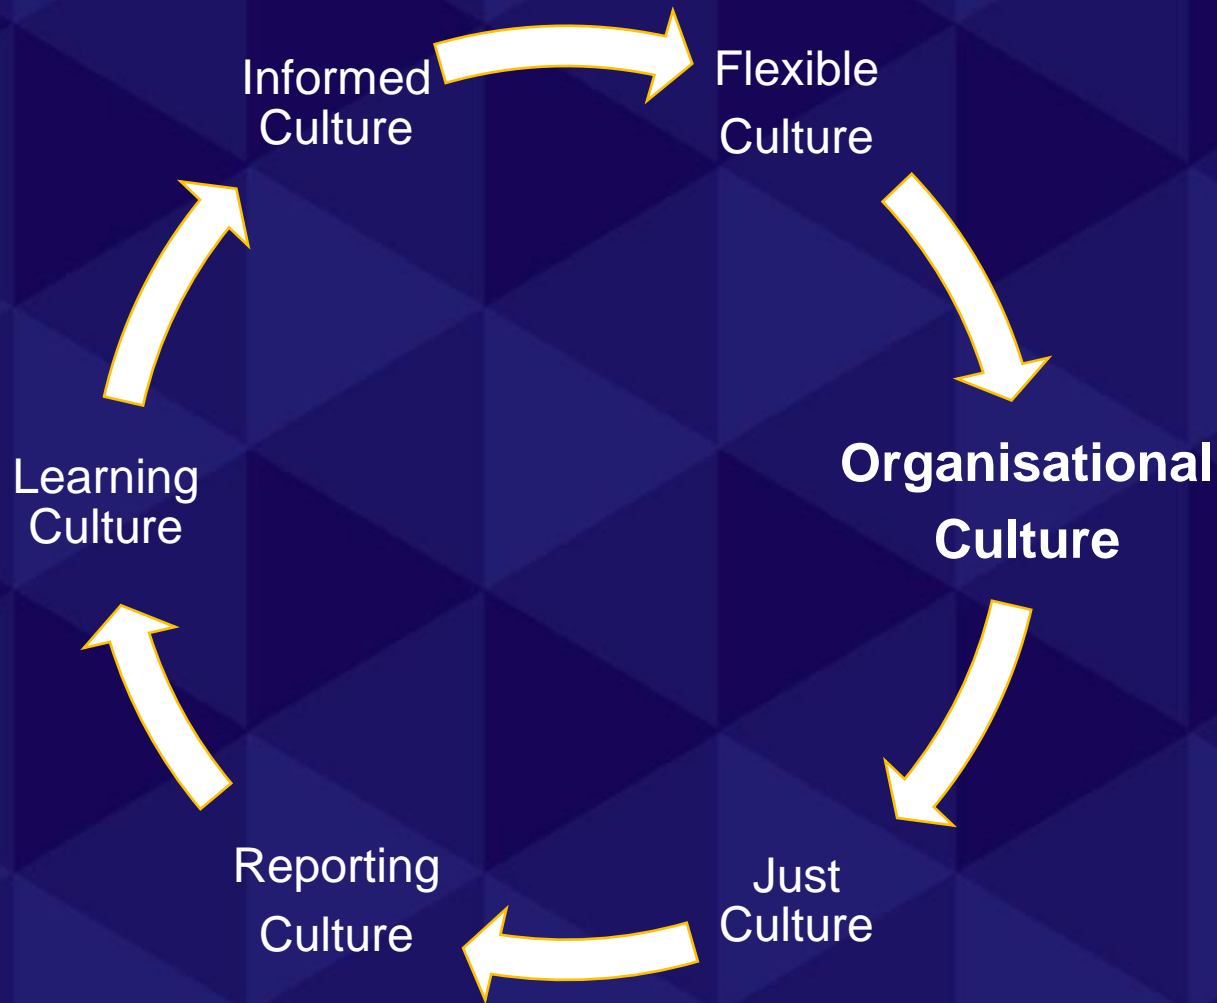 Informed
Culture
Flexible
Culture
Organisational
Culture
Just
Culture
Reporting
Culture
Learning
Culture